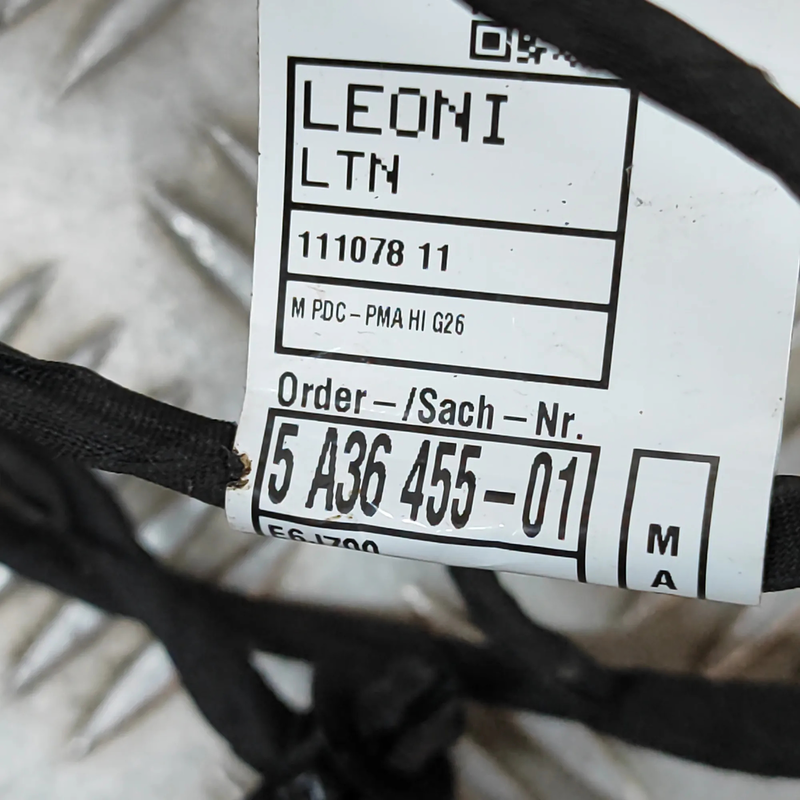 LEONI
LTN
111078 11
M PDC-PMA HI G26
Order-/Sach-Nr.
5 A36 455-01
M
A